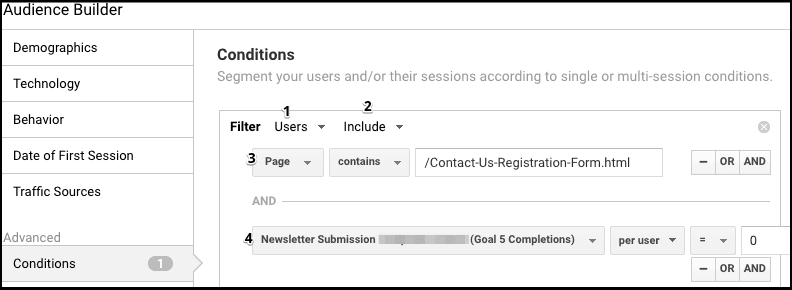 Audience Builder
Demographics
Technology
Behavior
Date of First Session
Traffic Sources
Advanced
Conditions 1
Conditions
Segment your users and/or their sessions according to single or multi-session conditions.
1 2
Filter Users Include
3 Page contains /Contact-Us-Registration-Form.html − OR AND
AND
4 Newsletter Submission (Goal 5 Completions) per user = 0
− OR AND